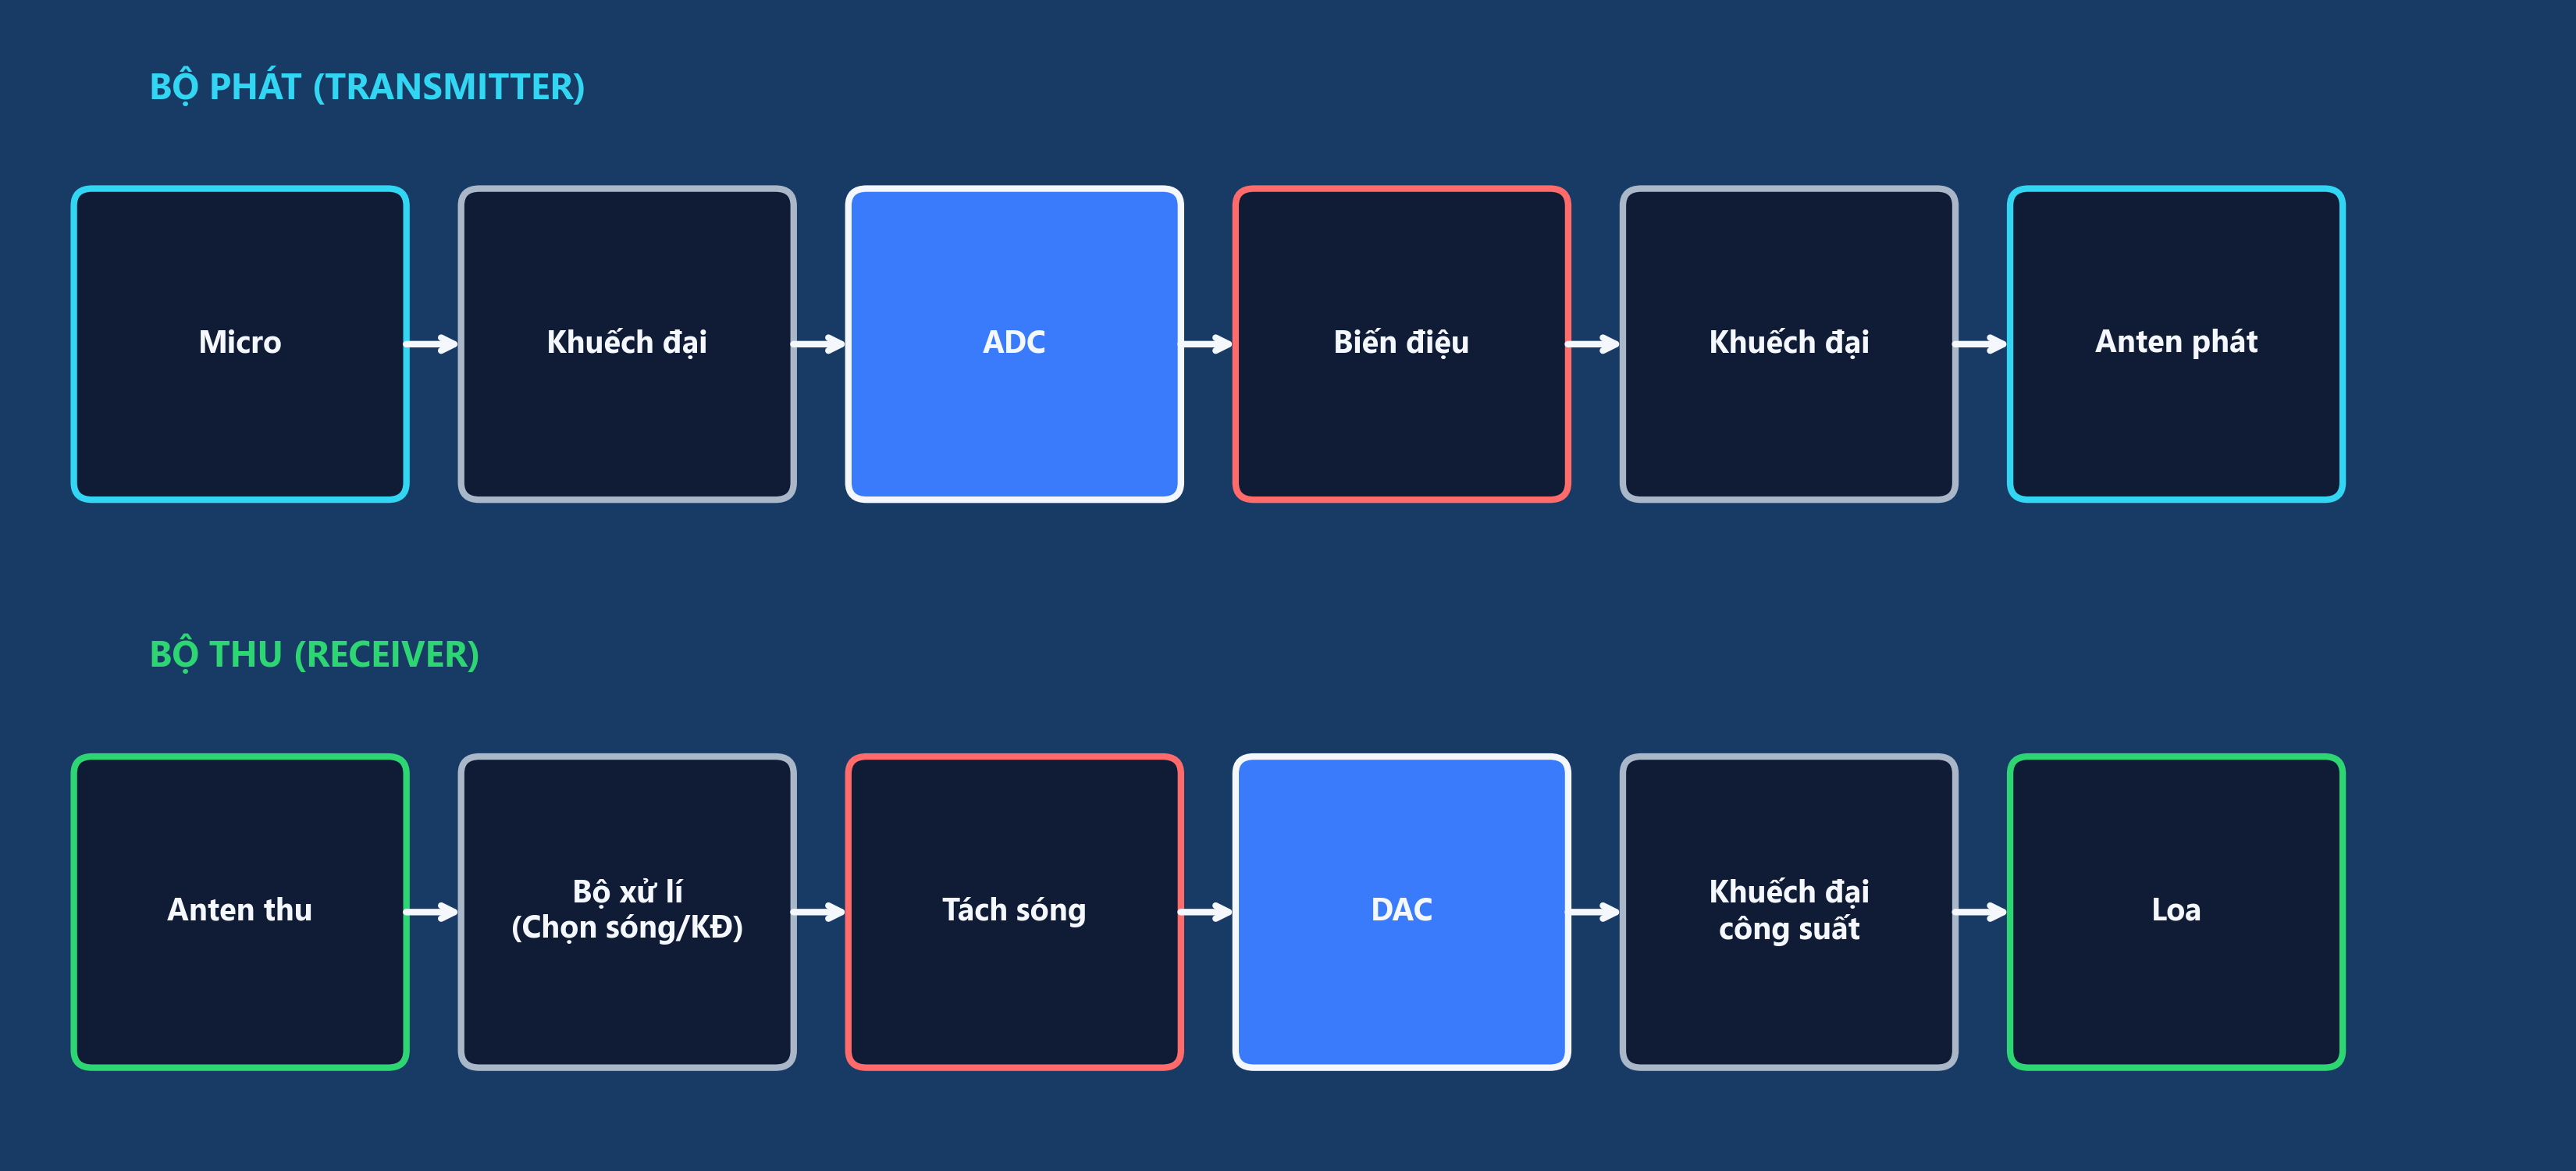 BỘ PHÁT (TRANSMITTER)
Micro
Khuếch đại
ADC
Biến điệu
Khuếch đại
Anten phát
BỘ THU (RECEIVER)
Anten thu
Bộ xử lí
(Chọn sóng/KĐ)
Tách sóng
DAC
Khuếch đại
công suất
Loa